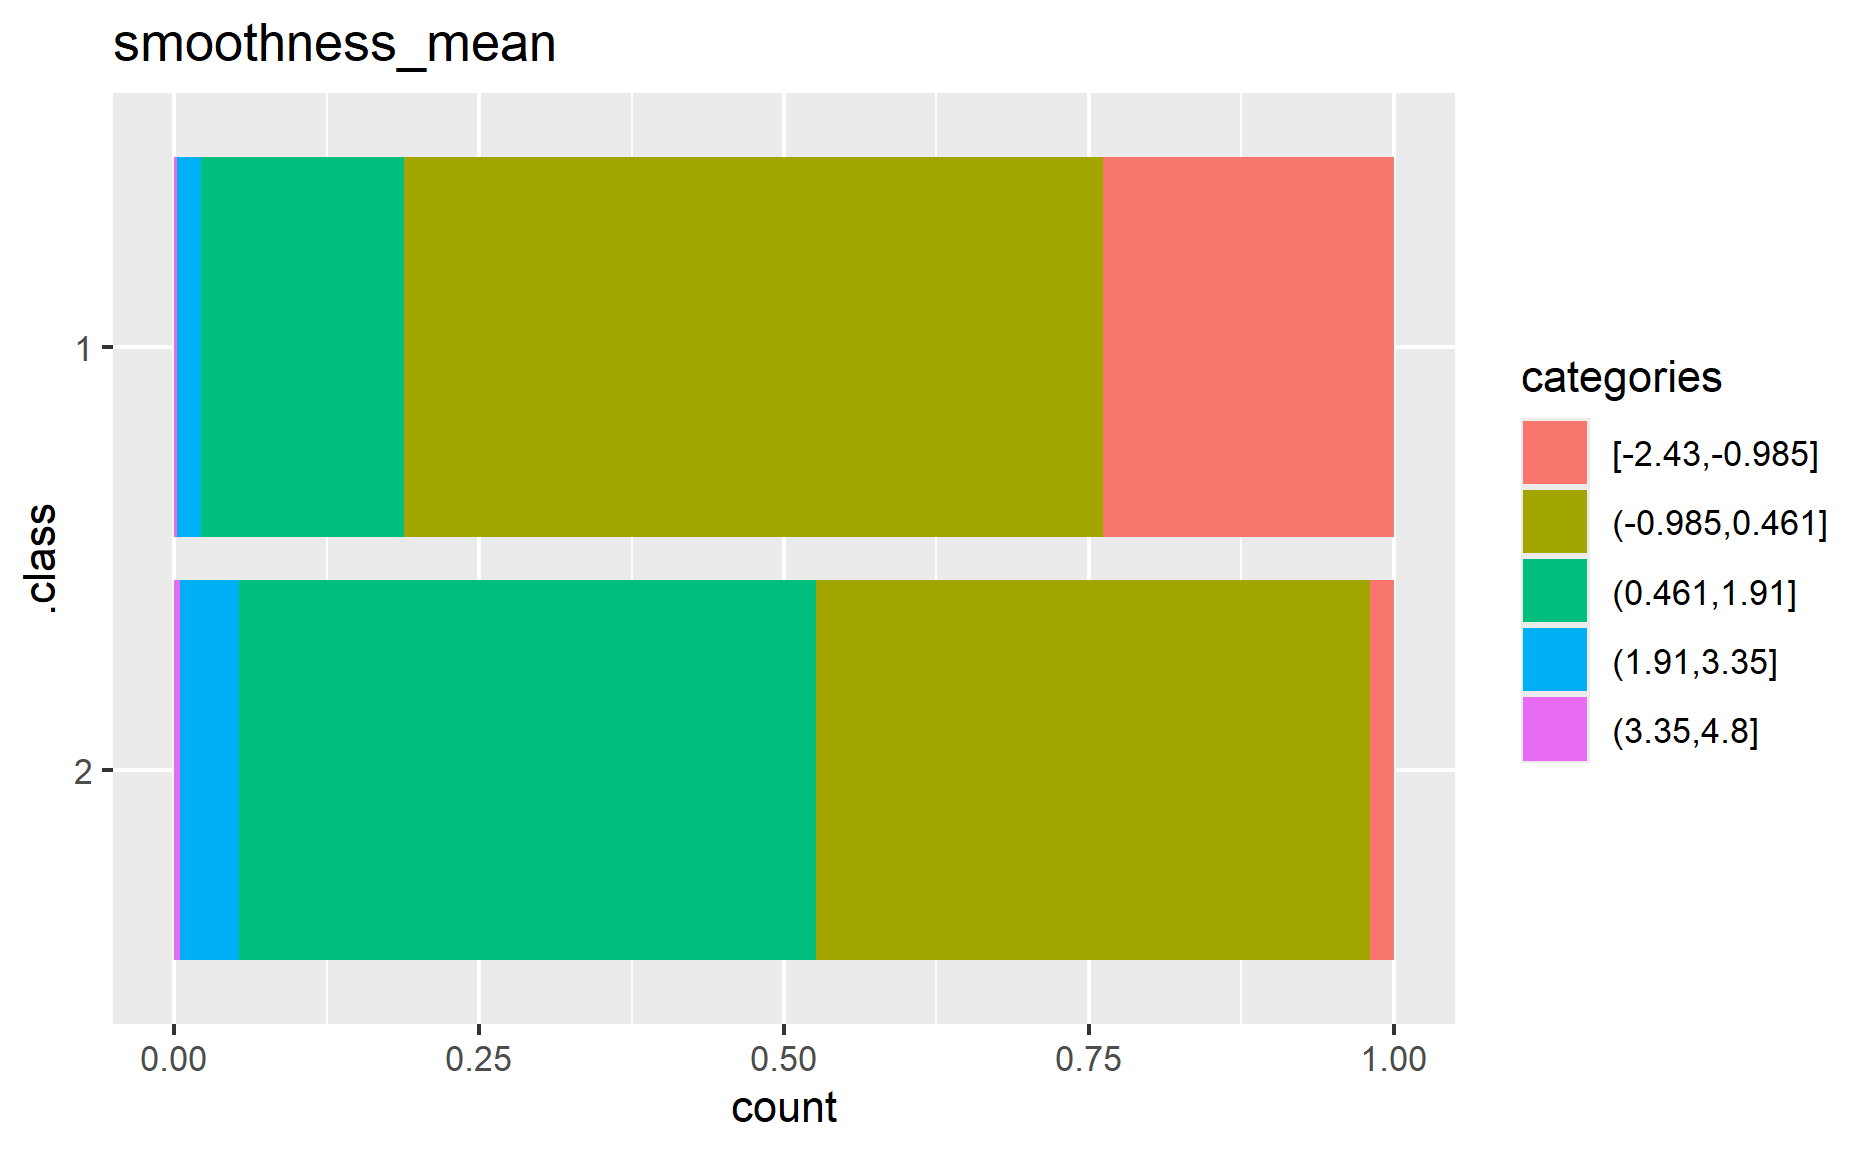 smoothness_mean
.class
1
2
0.00 0.25 0.50 0.75 1.00
count
categories
[-2.43,-0.985]
(-0.985,0.461]
(0.461,1.91]
(1.91,3.35]
(3.35,4.8]